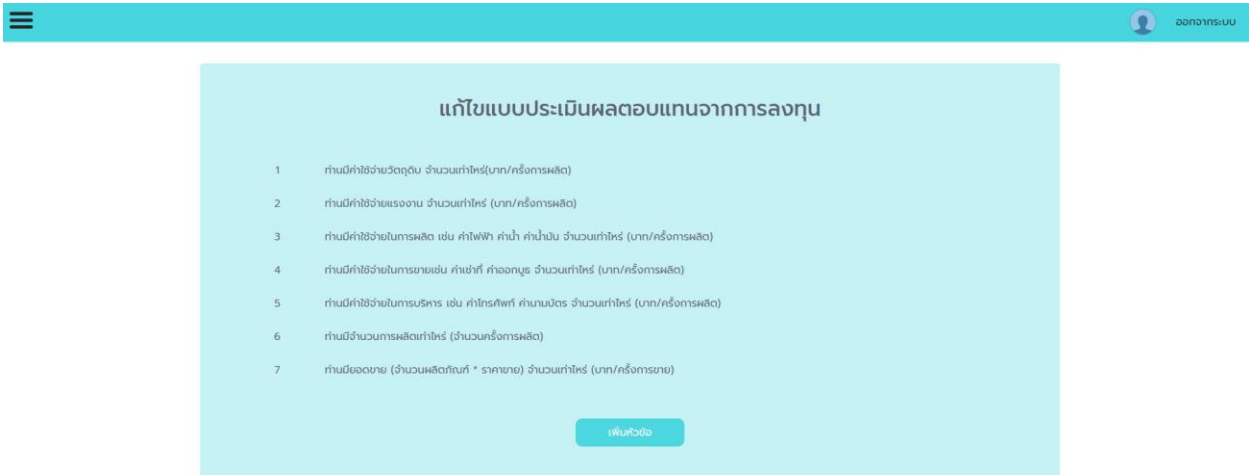 ออกจากระบบ
แก้ไขแบบประเมินผลตอบแทนจากการลงทุน
1 ท่านมีค่าใช้จ่ายวัตถุดิบ จำนวนเท่าไหร่(บาท/ครั้งการผลิต)
2 ท่านมีค่าใช้จ่ายแรงงาน จำนวนเท่าไหร่ (บาท/ครั้งการผลิต)
3 ท่านมีค่าใช้จ่ายในการผลิต เช่น ค่าไฟฟ้า ค่าน้ำ ค่าน้ำมัน จำนวนเท่าไหร่ (บาท/ครั้งการผลิต)
4 ท่านมีค่าใช้จ่ายในการขายเช่น ค่าเช่าที่ ค่าออกบูธ จำนวนเท่าไหร่ (บาท/ครั้งการผลิต)
5 ท่านมีค่าใช้จ่ายในการบริหาร เช่น ค่าโทรศัพท์ ค่านามบัตร จำนวนเท่าไหร่ (บาท/ครั้งการผลิต)
6 ท่านมีจำนวนการผลิตเท่าไหร่ (จำนวนครั้งการผลิต)
7 ท่านมียอดขาย (จำนวนผลิตภัณฑ์ * ราคาขาย) จำนวนเท่าไหร่ (บาท/ครั้งการขาย)
เพิ่มหัวข้อ